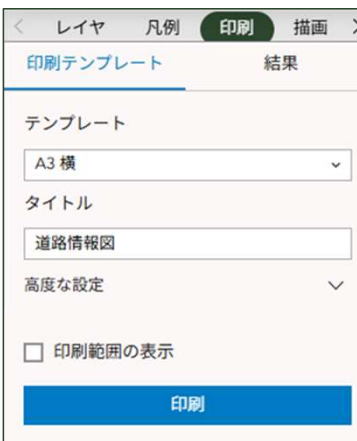 レイヤ 凡例 印刷 描画
印刷テンプレート 結果
テンプレート
A3 横
タイトル
道路情報図
高度な設定
印刷範囲の表示
印刷